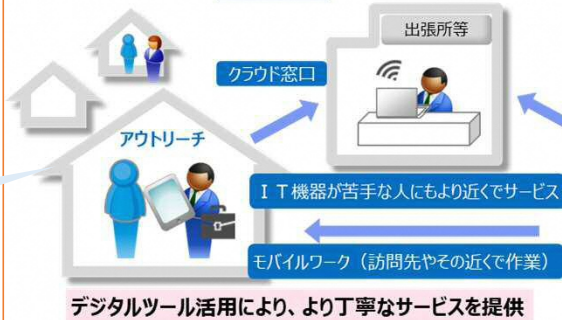 出張所等
クラウド窓口
アウトリーチ
ＩＴ機器が苦手な人にもより近くでサービス
モバイルワーク（訪問先やその近くで作業）
デジタルツール活用により、より丁寧なサービスを提供